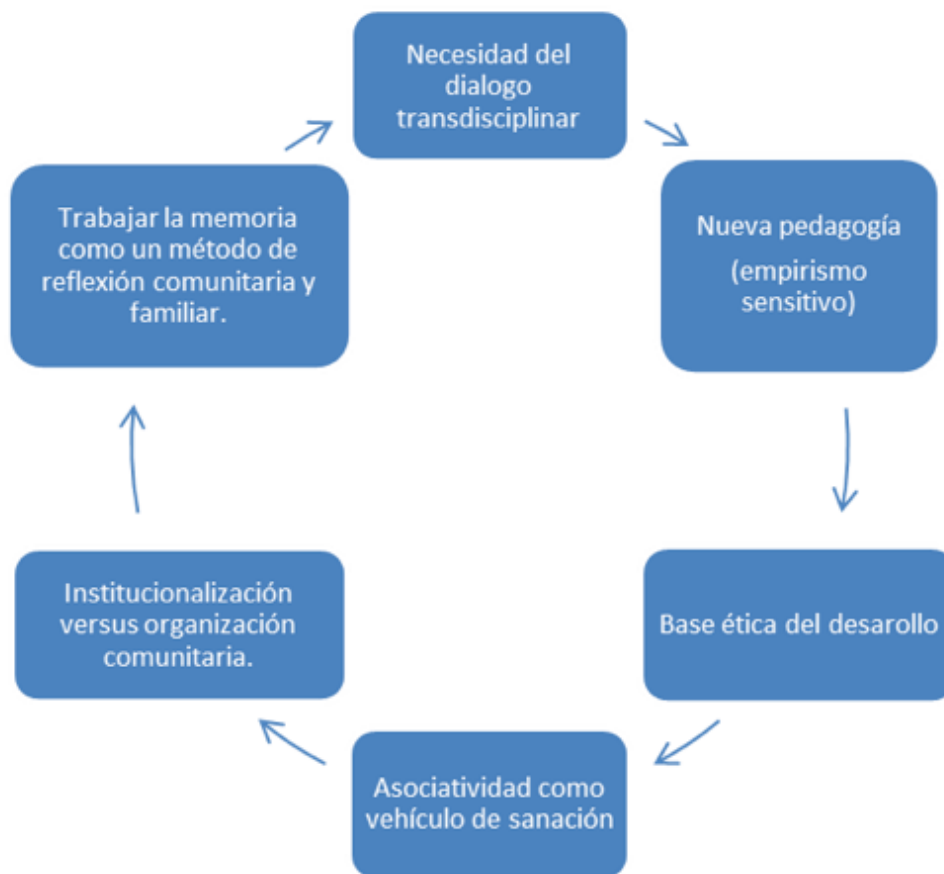 Necesidad del
dialogo
transdisciplinar
Nueva pedagogía
(empirismo
sensitivo)
Base ética del desarollo
Asociatividad como
vehículo de sanación
Institucionalización
versus organización
comunitaria.
Trabajar la memoria
como un método de
reflexión comunitaria y
familiar.